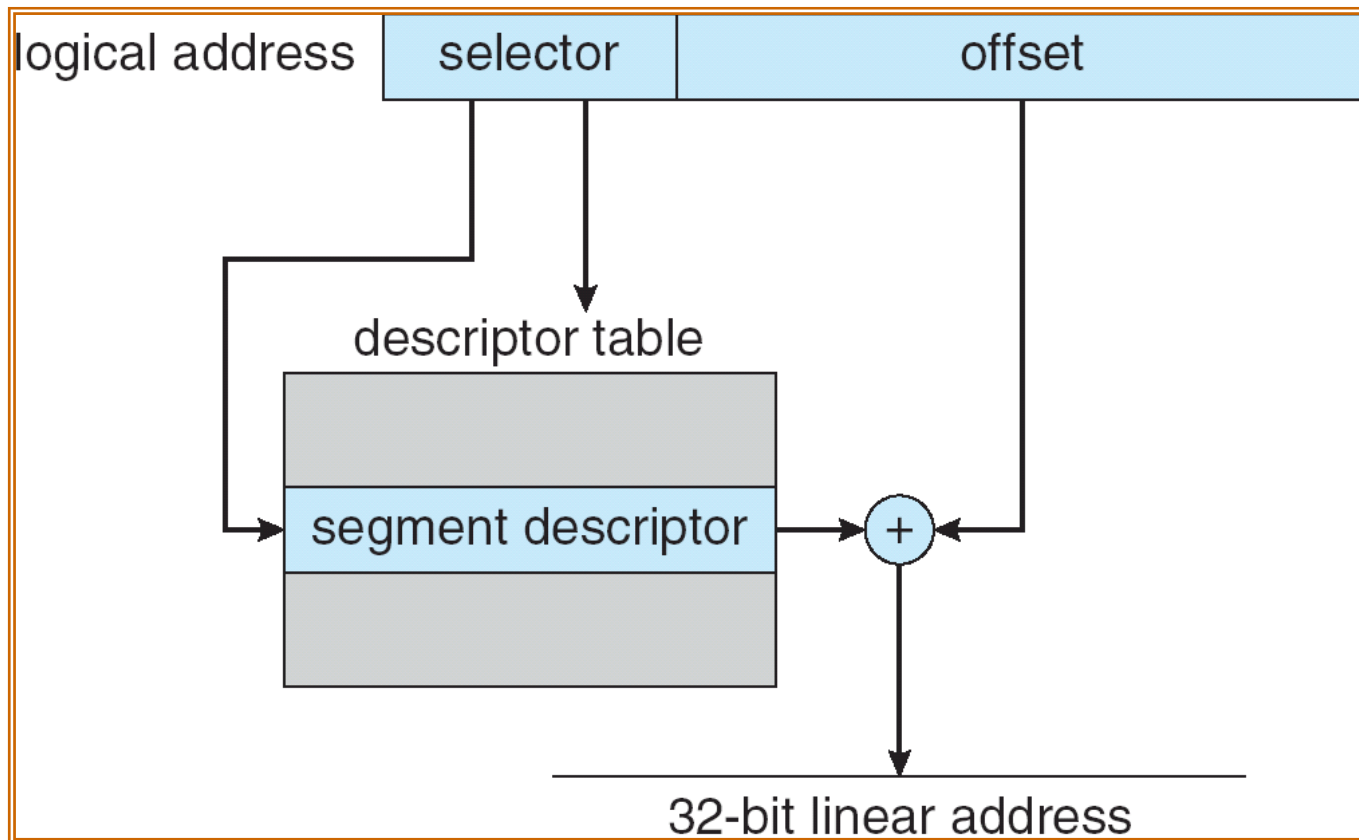 logical address selector offset
descriptor table
segment descriptor +
32-bit linear address